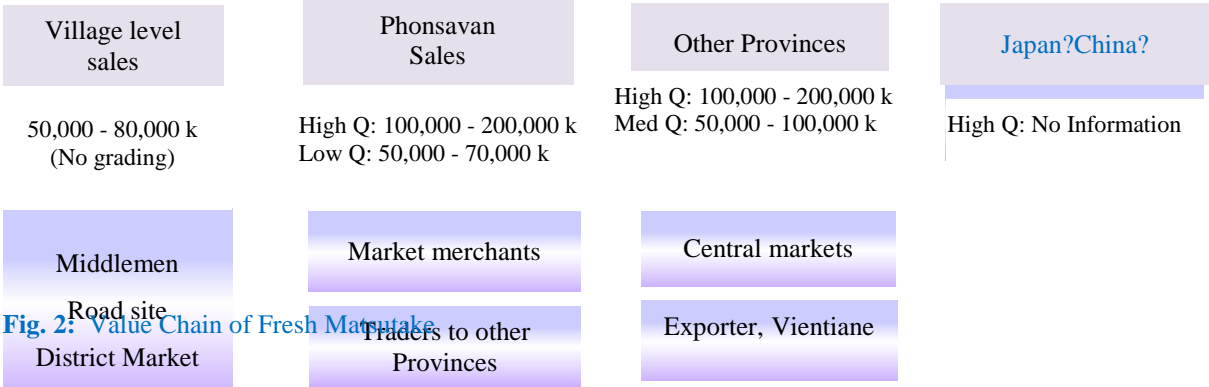 Village level
sales
Phonsavan
Sales
Other Provinces
Japan?China?
50,000 - 80,000 k
(No grading)
High Q: 100,000 - 200,000 k
Low Q: 50,000 - 70,000 k
High Q: 100,000 - 200,000 k
Med Q: 50,000 - 100,000 k
High Q: No Information
Middlemen
Road site
District Market
Market merchants
Traders to other
Provinces
Central markets
Exporter, Vientiane
Fig. 2: Value Chain of Fresh Matsutake